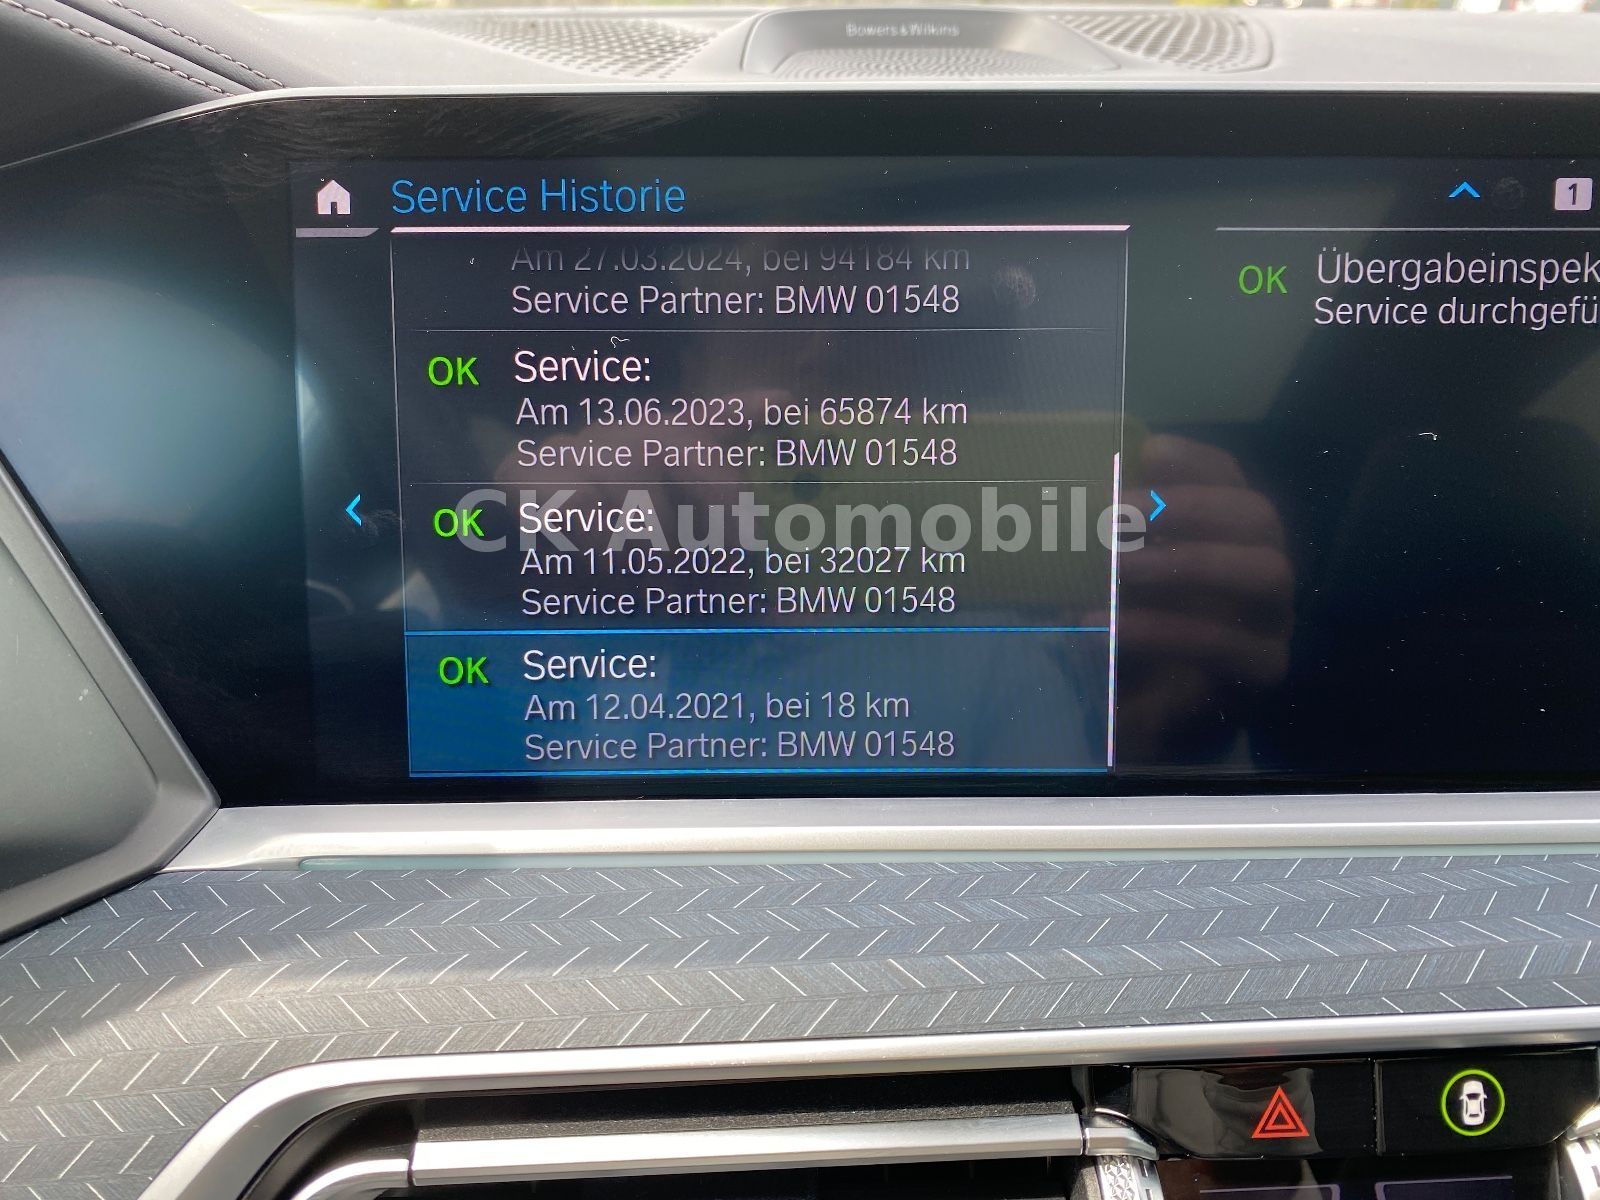 Bowers & Wilkins
Service Historie
1
Am 27.03.2024, bei 94184 km
Service Partner: BMW 01548
OK Service:
Am 13.06.2023, bei 65874 km
Service Partner: BMW 01548
OK Service:
Am 11.05.2022, bei 32027 km
Service Partner: BMW 01548
OK Service:
Am 12.04.2021, bei 18 km
Service Partner: BMW 01548
OK Übergabeinspek
Service durchgefü
CK Automobile